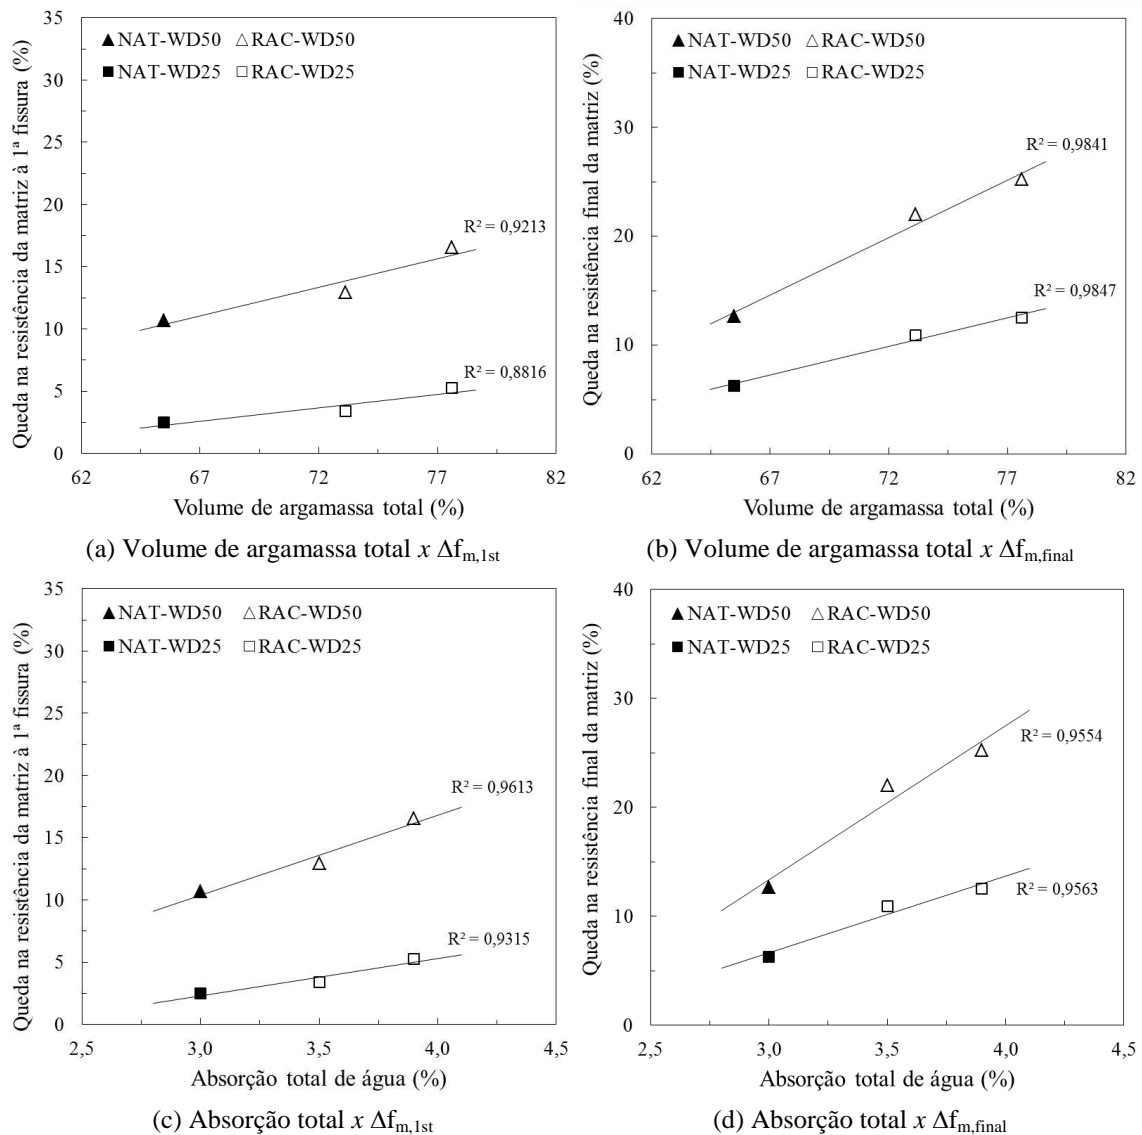 Queda na resistência da matriz à 1ª fissura (%)
35
30
25
20
15
10
5
0
▲NAT-WD50 △RAC-WD50
■NAT-WD25 □RAC-WD25
R² = 0,9213
R² = 0,8816
62 67 72 77 82
Volume de argamassa total (%)
(a) Volume de argamassa total x Δfm,1st
Queda na resistência final da matriz (%)
40
30
20
10
0
▲NAT-WD50 △RAC-WD50
■NAT-WD25 □RAC-WD25
R² = 0,9841
R² = 0,9847
62 67 72 77 82
Volume de argamassa total (%)
(b) Volume de argamassa total x Δfm,final
Queda na resistência da matriz à 1ª fissura (%)
35
30
25
20
15
10
5
0
▲NAT-WD50 △RAC-WD50
■NAT-WD25 □RAC-WD25
R² = 0,9613
R² = 0,9315
2,5 3,0 3,5 4,0 4,5
Absorção total de água (%)
(c) Absorção total x Δfm,1st
Queda na resistência final da matriz (%)
40
30
20
10
0
▲NAT-WD50 △RAC-WD50
■NAT-WD25 □RAC-WD25
R² = 0,9554
R² = 0,9563
2,5 3,0 3,5 4,0 4,5
Absorção total de água (%)
(d) Absorção total x Δfm,final